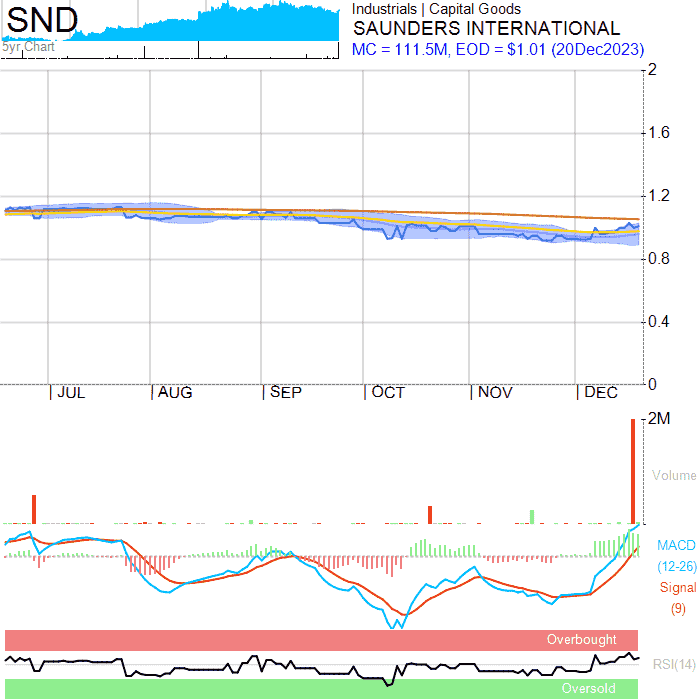 SND
5yr Chart
Industrials | Capital Goods
SAUNDERS INTERNATIONAL
MC = 111.5M, EOD = $1.01 (20Dec2023)
2
1.6
1.2
0.8
0.4
0
JUL AUG SEP OCT NOV DEC
2M
Volume
MACD
(12-26)
Signal
(9)
Overbought
RSI(14)
Oversold